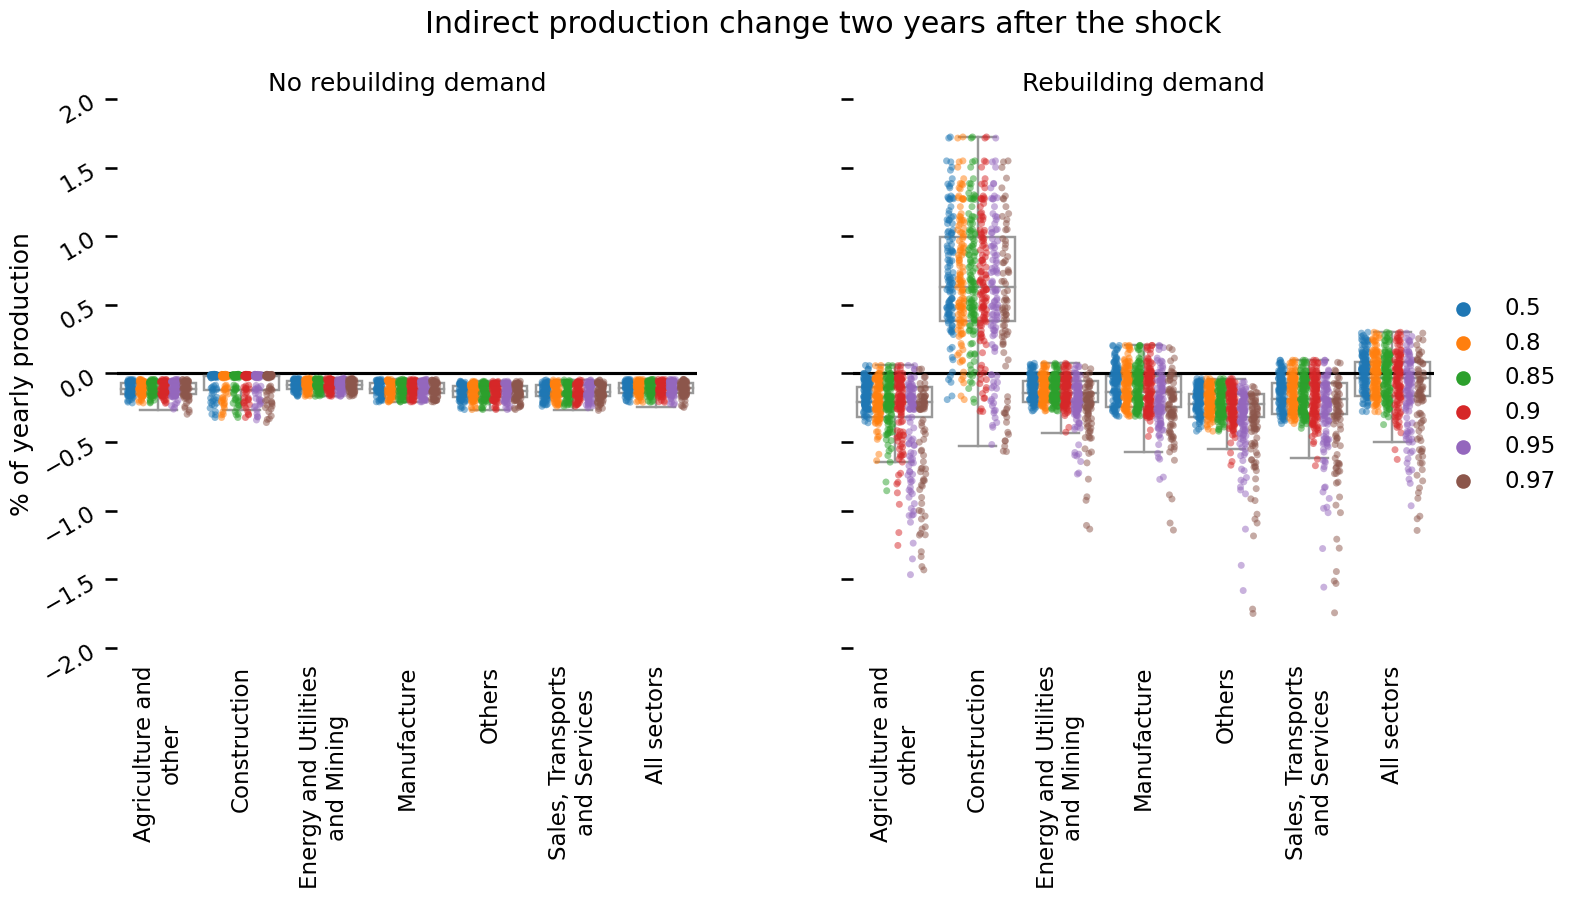 Indirect production change two years after the shock
No rebuilding demand
Rebuilding demand
% of yearly production
2.0
1.5
1.0
0.5
0.0
−0.5
−1.0
−1.5
−2.0
Agriculture and
other
Construction
Energy and Utilities
and Mining
Manufacture
Others
Sales, Transports
and Services
All sectors
Agriculture and
other
Construction
Energy and Utilities
and Mining
Manufacture
Others
Sales, Transports
and Services
All sectors
0.5
0.8
0.85
0.9
0.95
0.97